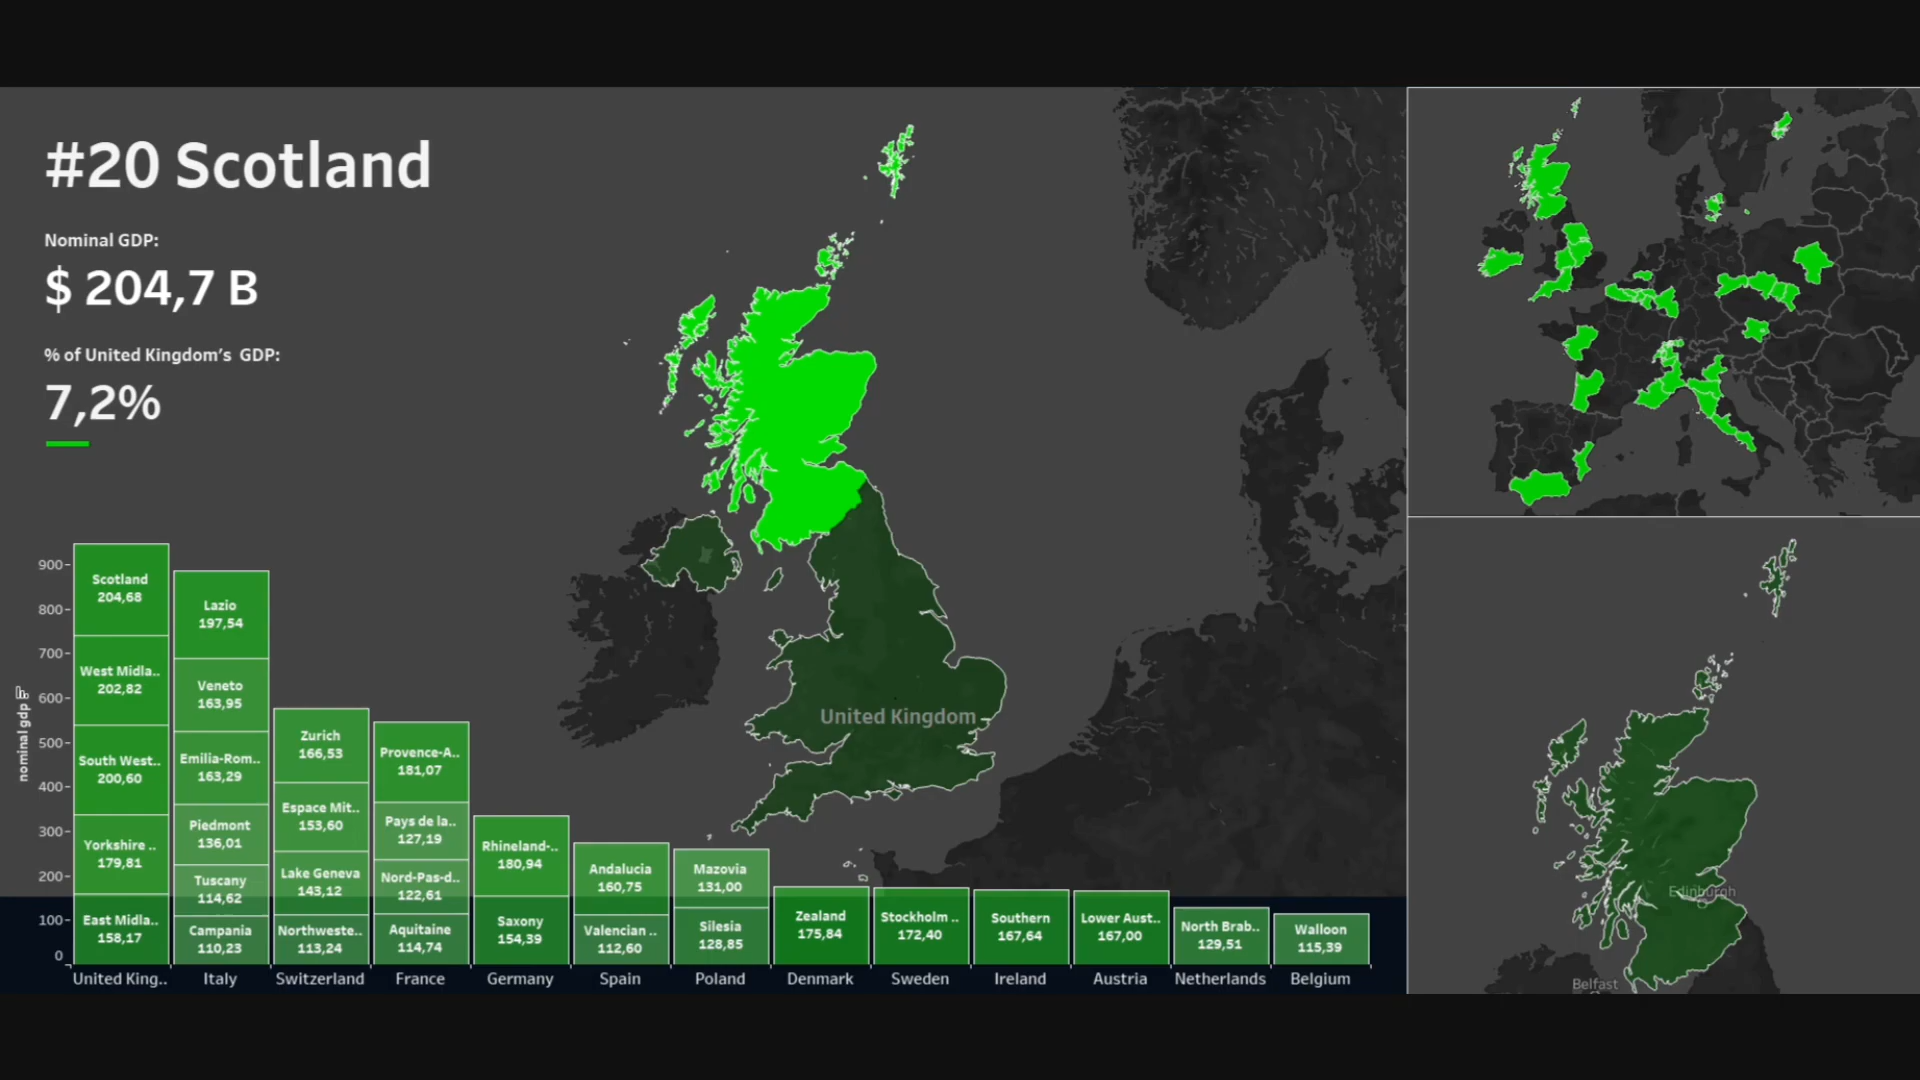 #20 Scotland
Nominal GDP:
$ 204,7 B
% of United Kingdom's GDP:
7,2%
nominal gdp
900
800
700
600
500
400
300
200
100
0
Scotland
204,68
West Midla..
202,82
South West..
200,60
Yorkshire ..
179,81
East Midla..
158,17
United King..
Lazio
197,54
Veneto
163,95
Emilia-Rom..
163,29
Piedmont
136,01
Tuscany
114,62
Campania
110,23
Italy
Zurich
166,53
Espace Mit..
153,60
Lake Geneva
143,12
Northweste..
113,24
Switzerland
Provence-A..
181,07
Pays de la..
127,19
Nord-Pas-d..
122,61
Aquitaine
114,74
France
Rhineland-..
180,94
Saxony
154,39
Germany
Andalucia
160,75
Valencian ..
112,60
Spain
Mazovia
131,00
Silesia
128,85
Poland
Zealand
175,84
Denmark
Stockholm ..
172,40
Sweden
Southern
167,64
Ireland
Lower Aust..
167,00
Austria
North Brab..
129,51
Netherlands
Walloon
115,39
Belgium
United Kingdom
Edinburgh
Belfast